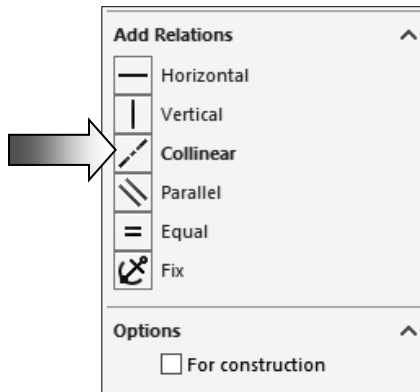 Add Relations
Horizontal
Vertical
Collinear
Parallel
Equal
Fix
Options
For construction